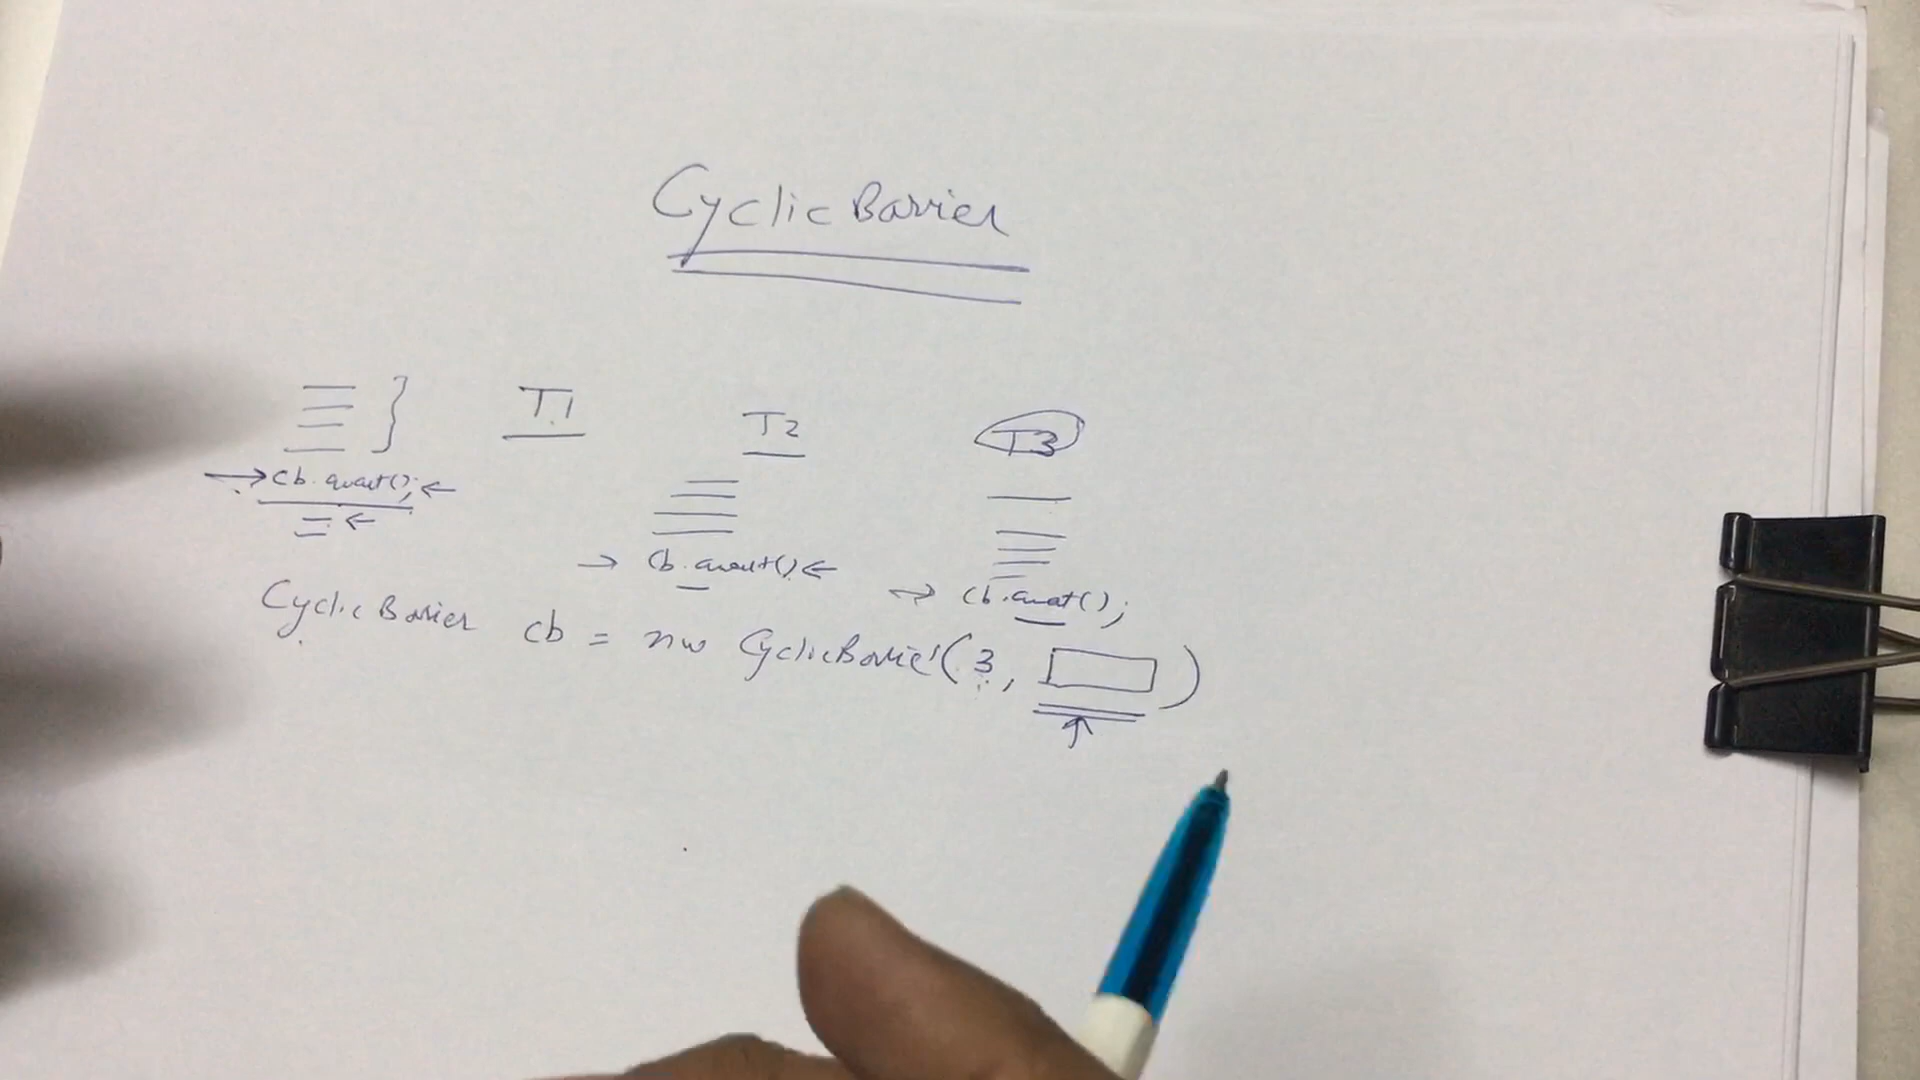 CyclicBarrier
T1
T2
T3
cb.await();
cb.await()
cb.await();
CyclicBarrier cb = new CyclicBarrier(3, )